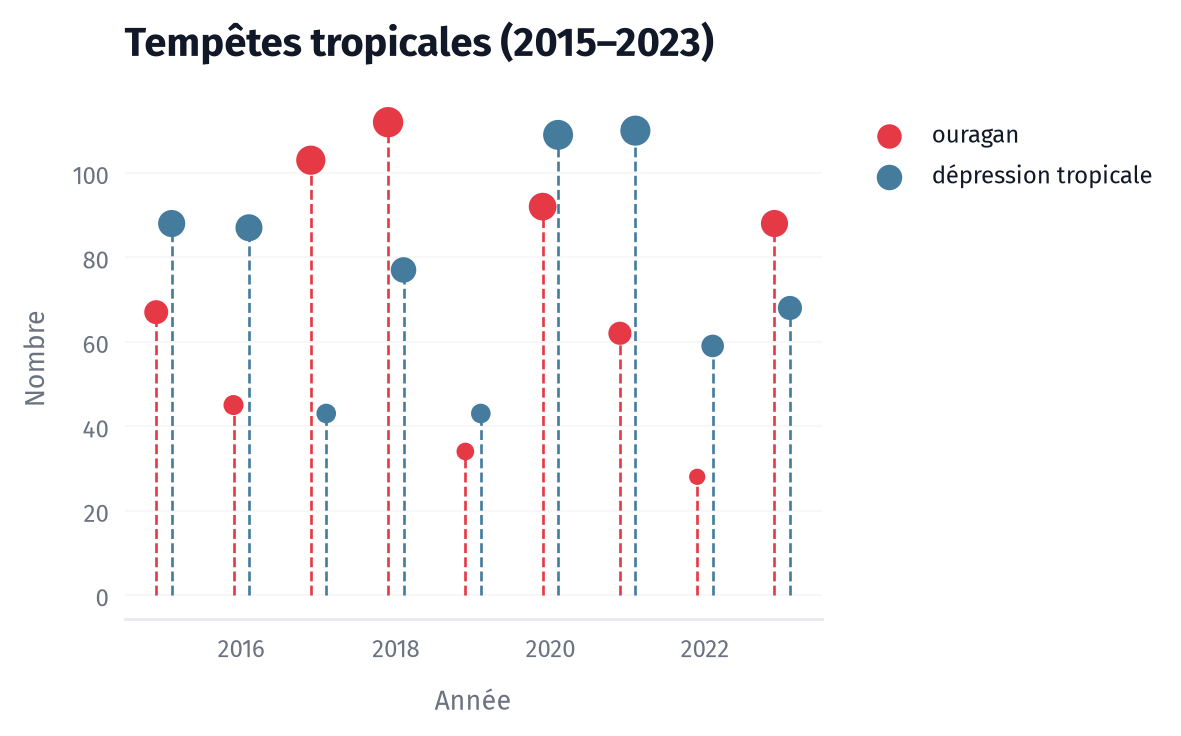 Tempêtes tropicales (2015–2023)
ouragan
dépression tropicale
Nombre
100
80
60
40
20
0
2016
2018
2020
2022
Année